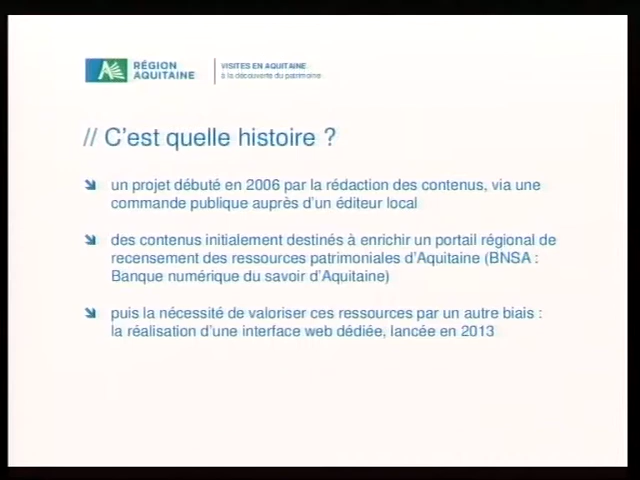 RÉGION
AQUITAINE
VISITES EN AQUITAINE
à la découverte du patrimoine
// C'est quelle histoire ?
un projet débuté en 2006 par la rédaction des contenus, via une
commande publique auprès d'un éditeur local
des contenus initialement destinés à enrichir un portail régional de
recensement des ressources patrimoniales d'Aquitaine (BNSA :
Banque numérique du savoir d'Aquitaine)
puis la nécessité de valoriser ces ressources par un autre biais :
la réalisation d'une interface web dédiée, lancée en 2013